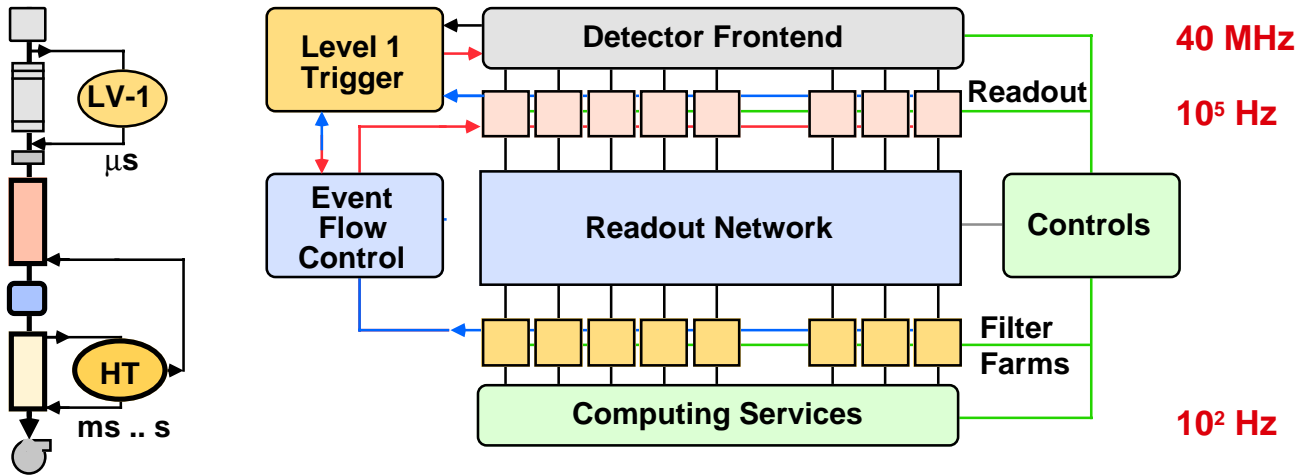 LV-1
μs
HT
ms .. s
Level 1
Trigger
Detector Frontend
40 MHz
Readout
10⁵ Hz
Event
Flow
Control
Readout Network
Controls
Filter
Farms
Computing Services
10² Hz